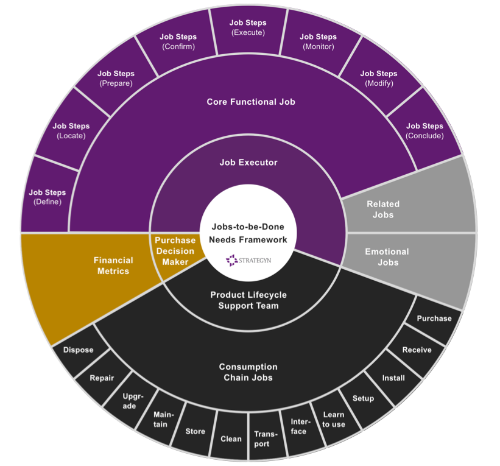 Job Steps
(Define)
Job Steps
(Locate)
Job Steps
(Prepare)
Job Steps
(Confirm)
Job Steps
(Execute)
Job Steps
(Monitor)
Job Steps
(Modify)
Job Steps
(Conclude)
Core Functional Job
Job Executor
Related
Jobs
Emotional
Jobs
Jobs-to-be-Done
Needs Framework
STRATEGYN
Purchase
Decision
Maker
Financial
Metrics
Product Lifecycle
Support Team
Consumption
Chain Jobs
Purchase
Receive
Install
Setup
Learn
to use
Inter-
face
Trans-
port
Clean
Store
Main-
tain
Upgr-
ade
Repair
Dispose